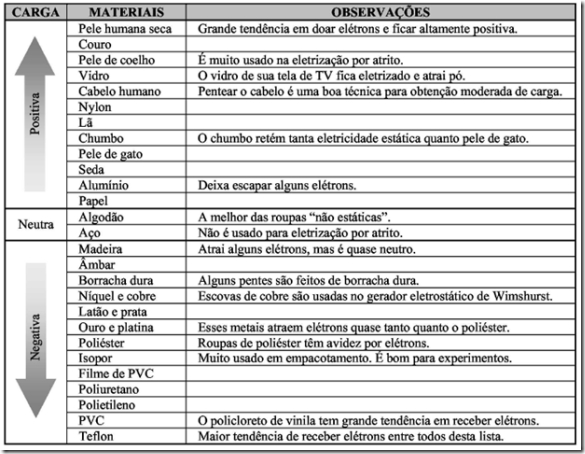 CARGA MATERIAIS OBSERVAÇÕES
Pele humana seca Grande tendência em doar elétrons e ficar altamente positiva.
Couro
Pele de coelho É muito usado na eletrização por atrito.
Vidro O vidro de sua tela de TV fica eletrizado e atrai pó.
Cabelo humano Pentear o cabelo é uma boa técnica para obtenção moderada de carga.
Nylon
Lã
Positiva
Chumbo O chumbo retém tanta eletricidade estática quanto pele de gato.
Pele de gato
Seda
Alumínio Deixa escapar alguns elétrons.
Papel
Neutra
Algodão A melhor das roupas “não estáticas”.
Aço Não é usado para eletrização por atrito.
Madeira Atrai alguns elétrons, mas é quase neutro.
Âmbar
Borracha dura Alguns pentes são feitos de borracha dura.
Níquel e cobre Escovas de cobre são usadas no gerador eletrostático de Wimshurst.
Latão e prata
Ouro e platina Esses metais atraem elétrons quase tanto quanto o poliéster.
Negativa
Poliéster Roupas de poliéster têm avidez por elétrons.
Isopor Muito usado em empacotamento. É bom para experimentos.
Filme de PVC
Poliuretano
Polietileno
PVC O policloreto de vinila tem grande tendência em receber elétrons.
Teflon Maior tendência de receber elétrons entre todos desta lista.